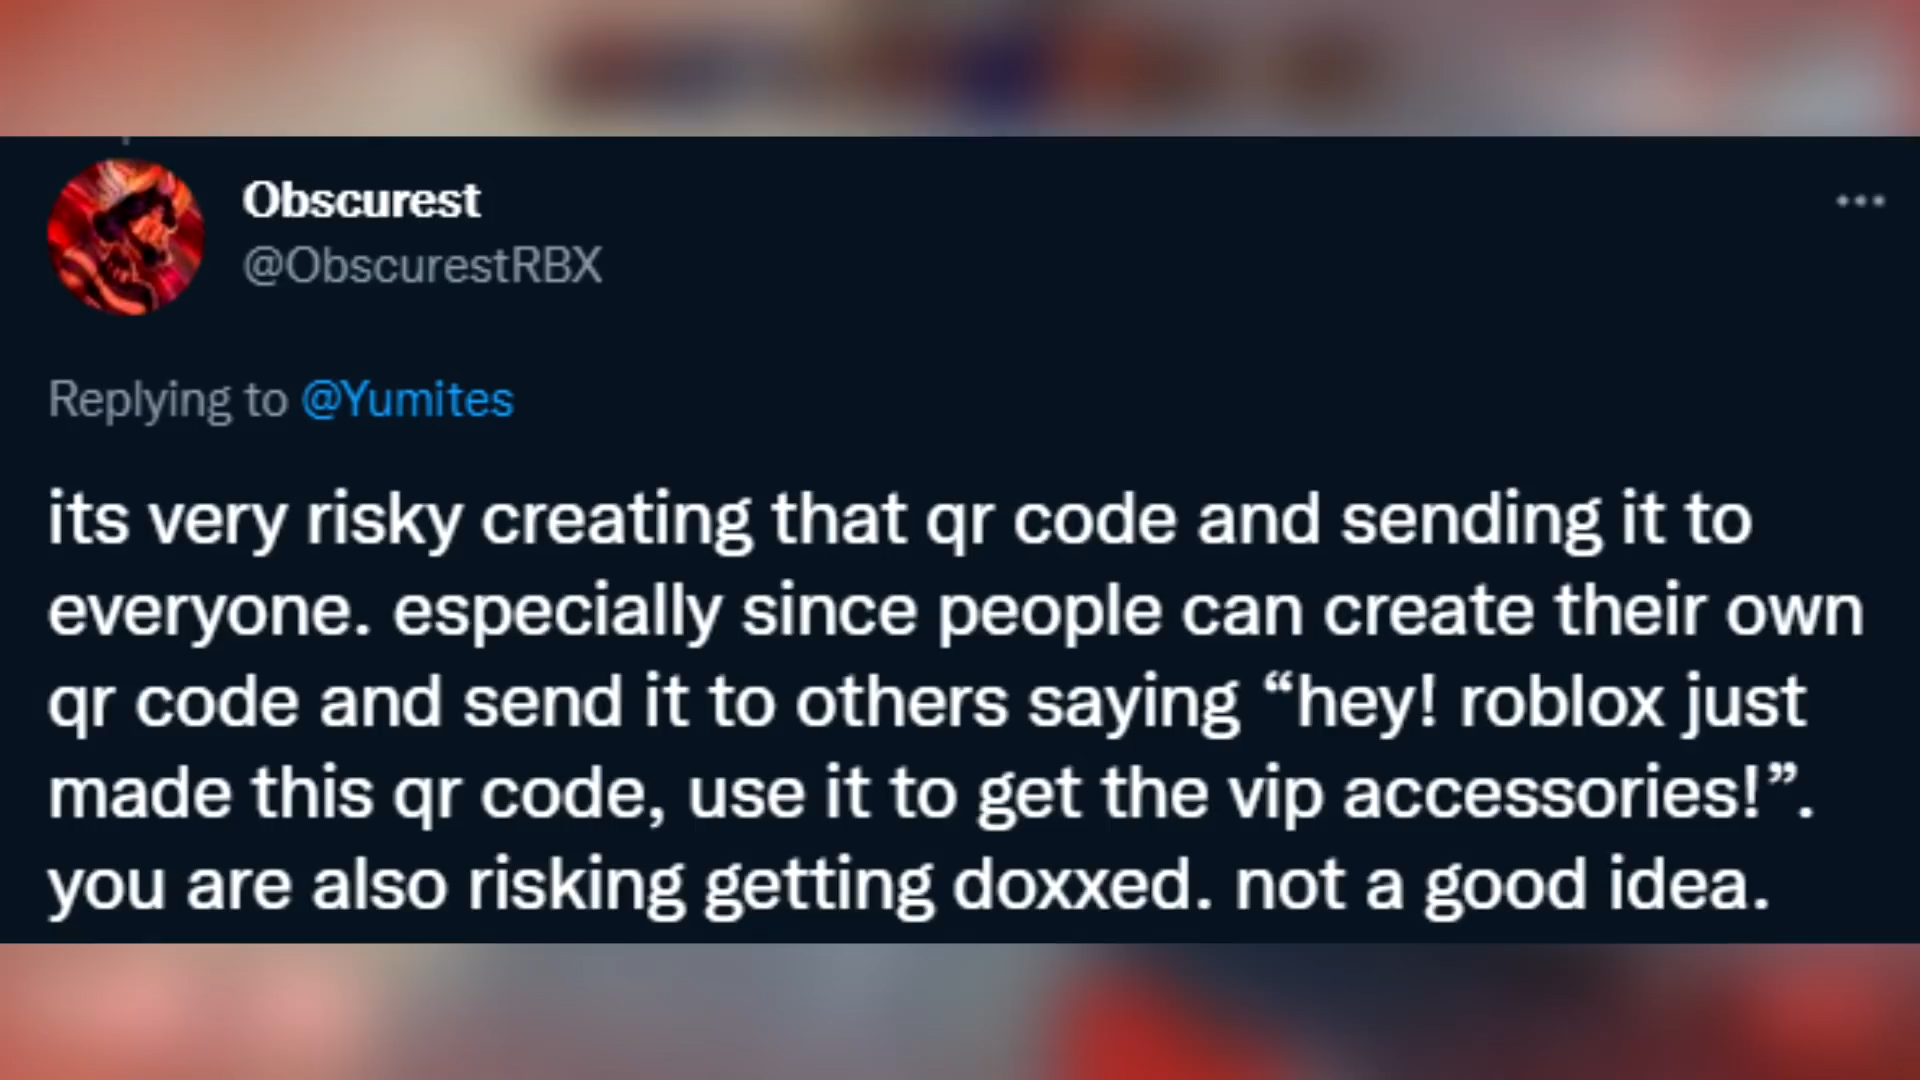 Obscurest
@ObscurestRBX
Replying to @Yumites
its very risky creating that qr code and sending it to
everyone. especially since people can create their own
qr code and send it to others saying “hey! roblox just
made this qr code, use it to get the vip accessories!”.
you are also risking getting doxxed. not a good idea.